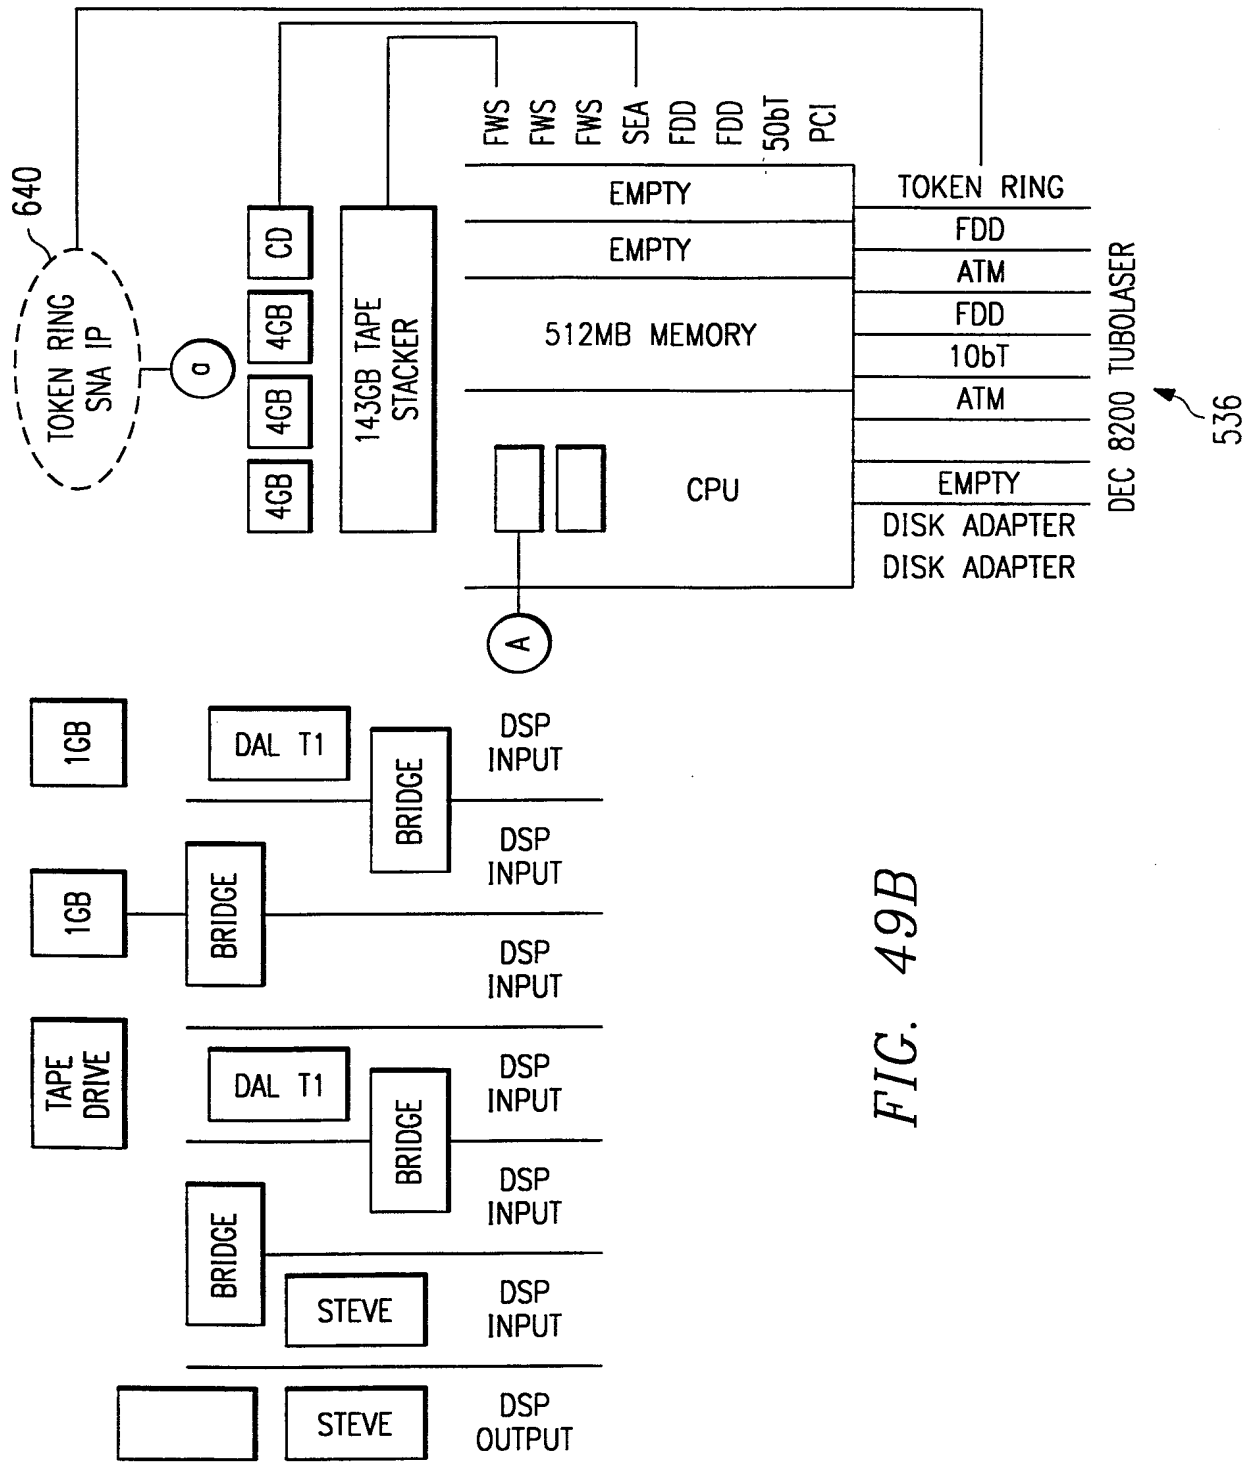 640
TOKEN RING
SNA IP
a
4GB
4GB
4GB
CD
143GB TAPE
STACKER
FWS
FWS
FWS
SEA
FDD
FDD
50bT
PCI
EMPTY
EMPTY
512MB MEMORY
CPU
A
TOKEN RING
FDD
ATM
FDD
10bT
ATM
EMPTY
DISK ADAPTER
DISK ADAPTER
DEC 8200 TUBOLASER
536
1GB
1GB
TAPE
DRIVE
DAL T1
BRIDGE
BRIDGE
DAL T1
BRIDGE
BRIDGE
STEVE
STEVE
DSP
INPUT
DSP
INPUT
DSP
INPUT
DSP
INPUT
DSP
INPUT
DSP
INPUT
DSP
OUTPUT
FIG. 49B